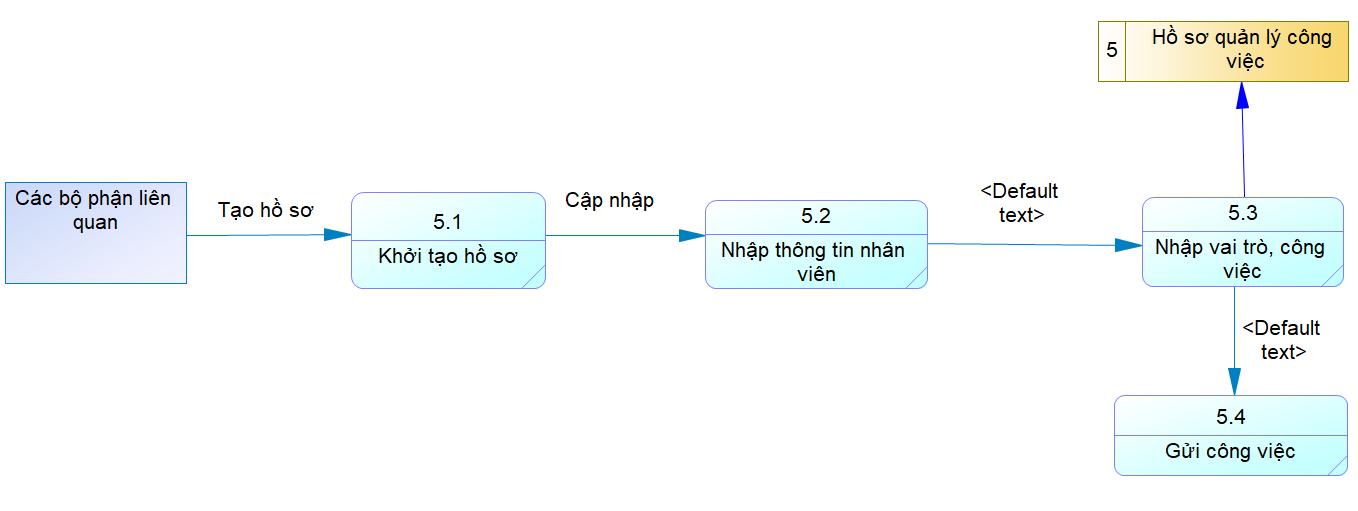 5
Hồ sơ quản lý công
việc
Các bộ phận liên
quan
Tạo hồ sơ
5.1
Khởi tạo hồ sơ
Cập nhập
5.2
Nhập thông tin nhân
viên
<Default
text>
5.3
Nhập vai trò, công
việc
<Default
text>
5.4
Gửi công việc